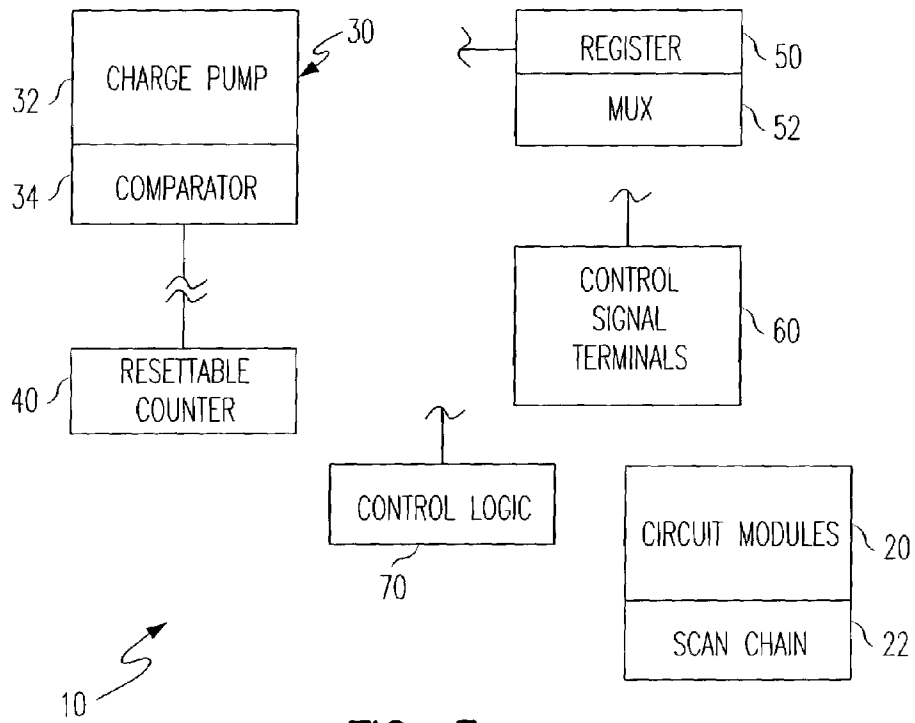 30
CHARGE PUMP
32
COMPARATOR
34
REGISTER
50
MUX
52
CONTROL
SIGNAL
TERMINALS
60
RESETTABLE
COUNTER
40
CONTROL LOGIC
70
CIRCUIT MODULES
20
SCAN CHAIN
22
10